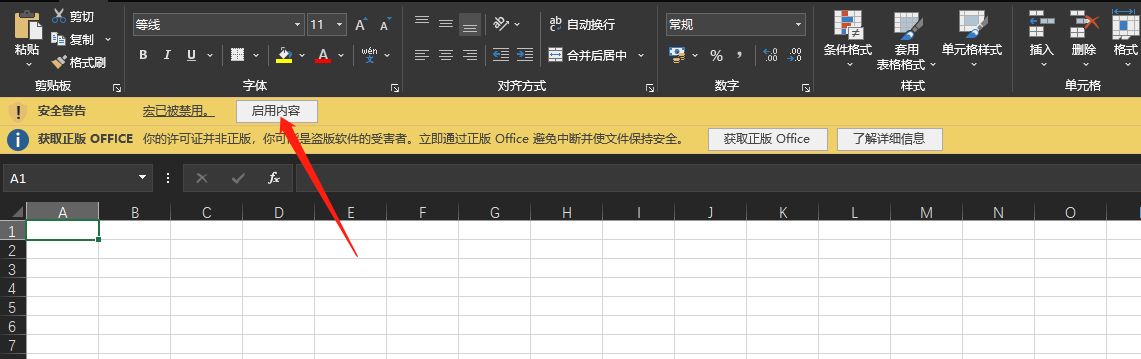 剪切
等线 11 A A
ab 自动换行
常规
粘贴
复制
格式刷
B I U A wén 文
合并后居中
% , .00 .00
条件格式 套用 表格格式 单元格样式
插入 删除 格式
剪贴板 字体 对齐方式 数字 样式 单元格
安全警告 宏已被禁用。 启用内容
获取正版 OFFICE 你的许可证并非正版，你可能是盗版软件的受害者。立即通过正版 Office 避免中断并使文件保持安全。 获取正版 Office 了解详细信息
A1 fx
A B C D E F G H I J K L M N O
1
2
3
4
5
6
7